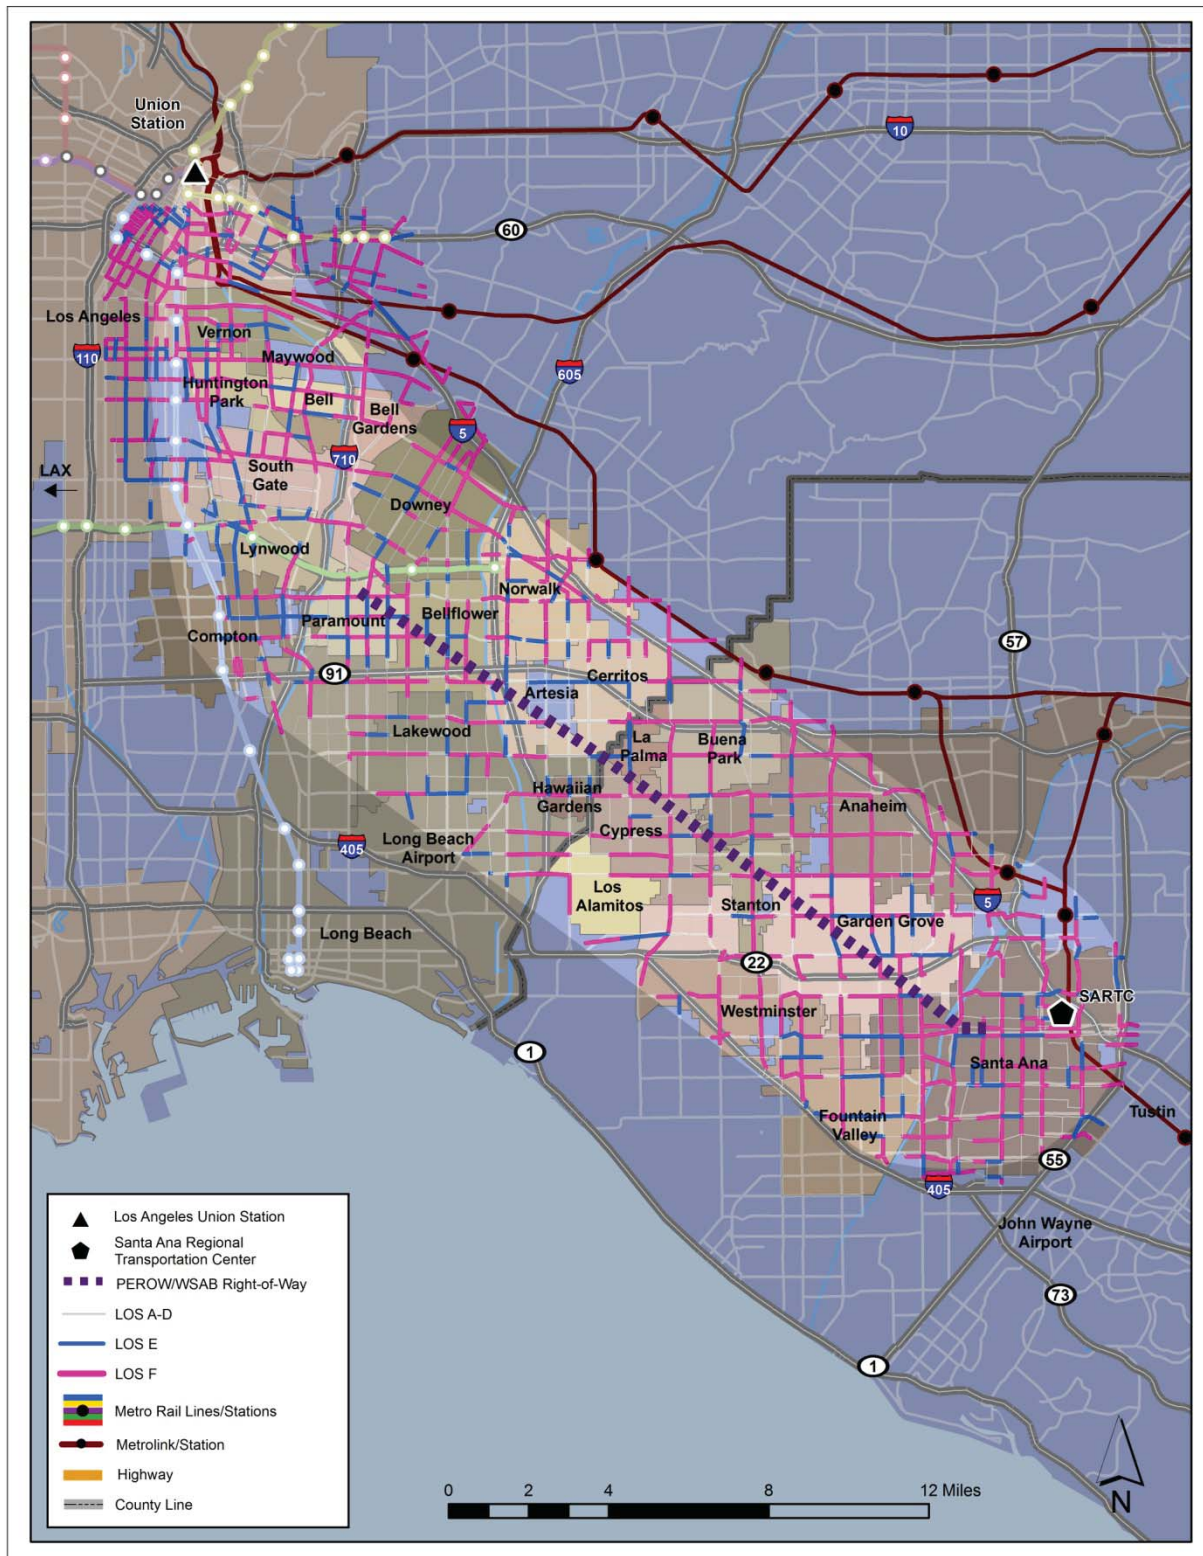 Union
Station
10
60
Los Angeles
Vernon
110
Maywood
605
Huntington
Park
Bell
Bell
Gardens
5
710
LAX
South
Gate
Downey
Lynwood
Norwalk
Bellflower
Paramount
Compton
57
91
Cerritos
Artesia
Lakewood
La
Palma
Buena
Park
Hawaiian
Gardens
Anaheim
Cypress
405
Long Beach
Airport
Los
Alamitos
Stanton
5
Garden Grove
Long Beach
22
SARTC
Westminster
1
Santa Ana
Tustin
Fountain
Valley
55
405
John Wayne
Airport
73
1
Los Angeles Union Station
Santa Ana Regional
Transportation Center
PEROW/WSAB Right-of-Way
LOS A-D
LOS E
LOS F
Metro Rail Lines/Stations
Metrolink/Station
Highway
County Line
0 2 4 8 12 Miles
N